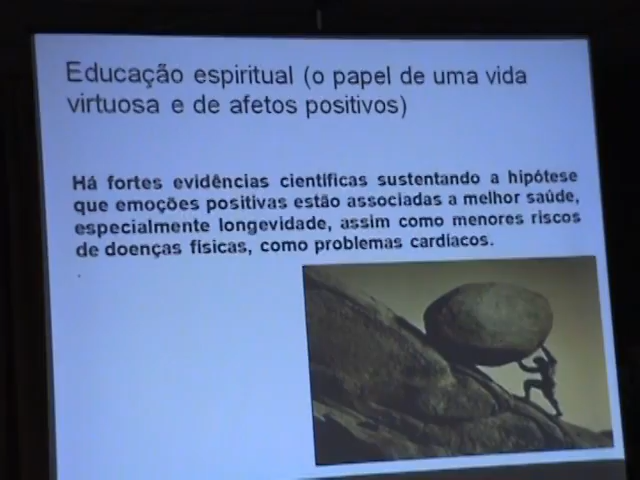 Educação espiritual (o papel de uma vida
virtuosa e de afetos positivos)
Há fortes evidências científicas sustentando a hipótese
que emoções positivas estão associadas a melhor saúde,
especialmente longevidade, assim como menores riscos
de doenças físicas, como problemas cardíacos.